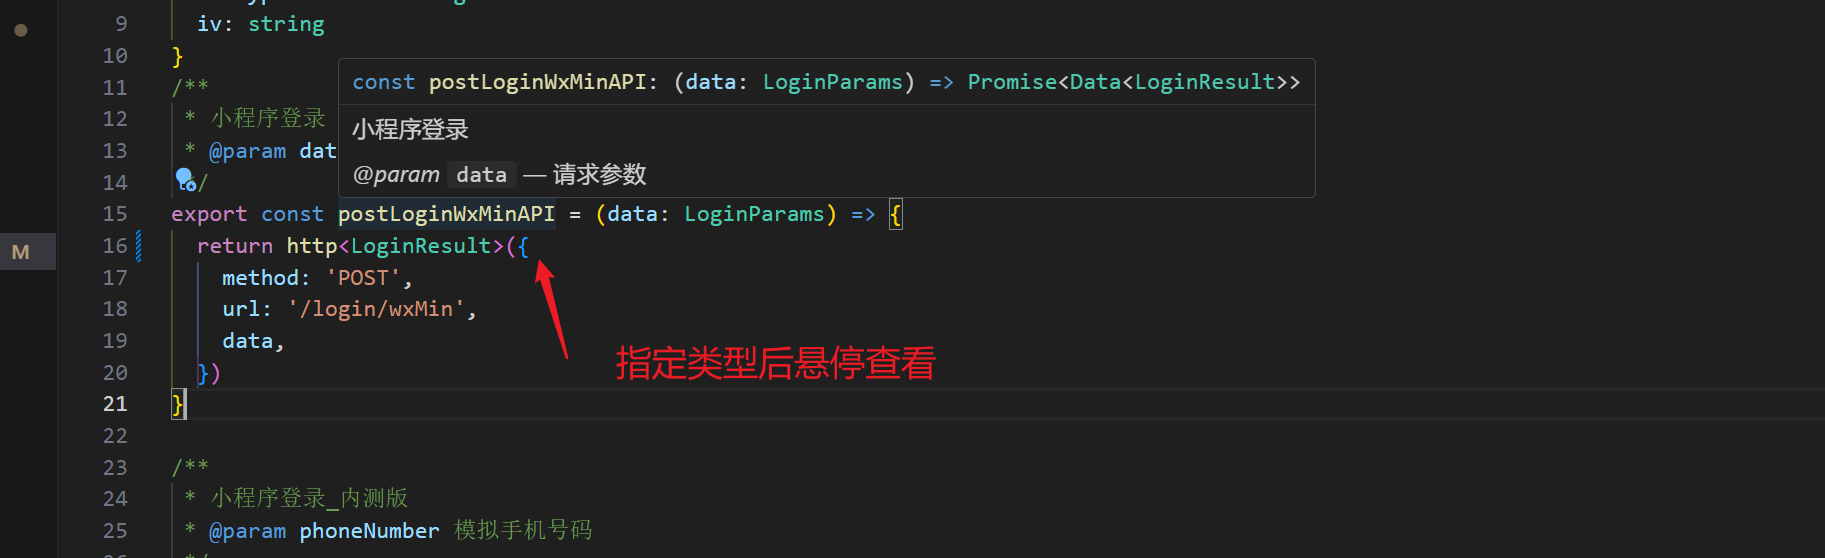 9 iv: string
10 }
11 /**
const postLoginWxMinAPI: (data: LoginParams) => Promise<Data<LoginResult>>
12 * 小程序登录
小程序登录
13 * @param dat
@param data — 请求参数
14 */
15 export const postLoginWxMinAPI = (data: LoginParams) => {
M
16 return http<LoginResult>({
17 method: 'POST',
18 url: '/login/wxMin',
19 data,
指定类型后悬停查看
20 })
21 }
22
23 /**
24 * 小程序登录_内测版
25 * @param phoneNumber 模拟手机号码